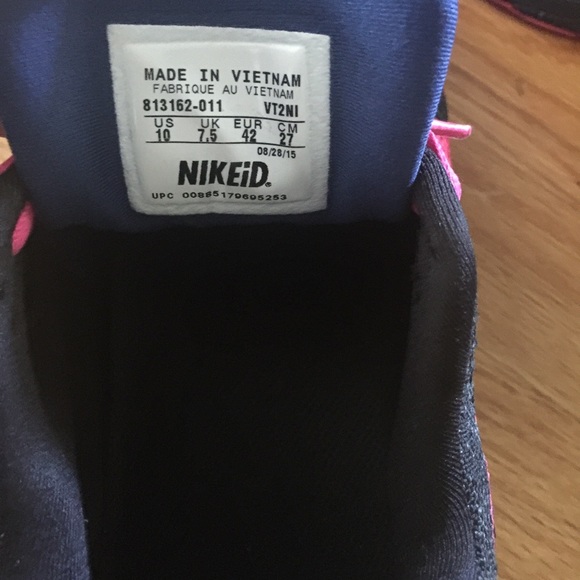 MADE IN VIETNAM
FABRIQUE AU VIETNAM
813162-011 VT2NI
US UK EUR CM
10 7.5 42 27
08/28/15
NIKEiD®
UPC 00885179695253